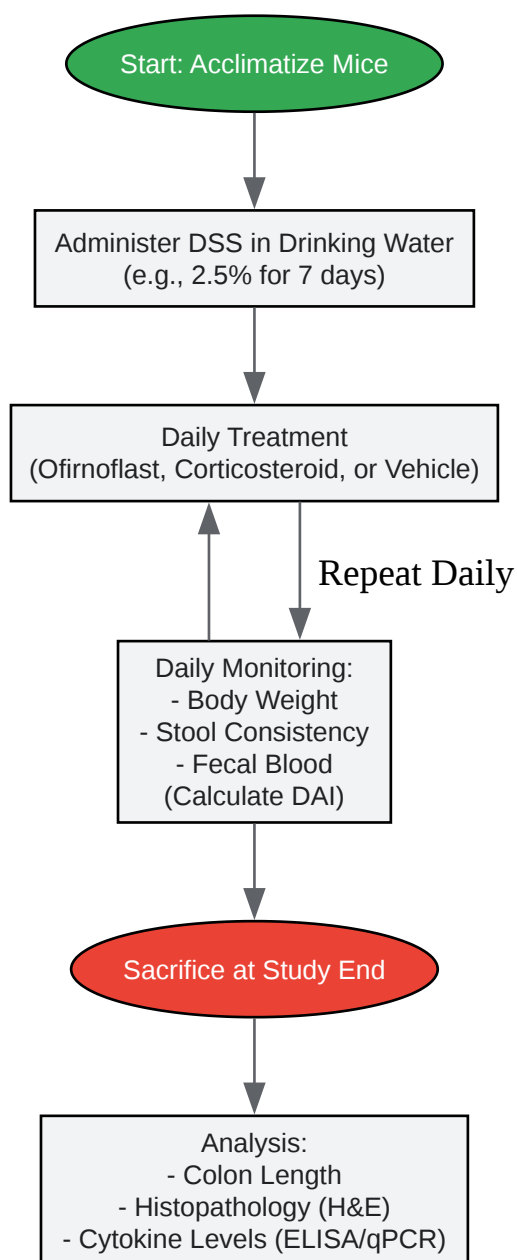 Start: Acclimatize Mice
Administer DSS in Drinking Water
(e.g., 2.5% for 7 days)
Daily Treatment
(Ofirnoflast, Corticosteroid, or Vehicle)
Repeat Daily
Daily Monitoring:
- Body Weight
- Stool Consistency
- Fecal Blood
(Calculate DAI)
Sacrifice at Study End
Analysis:
- Colon Length
- Histopathology (H&E)
- Cytokine Levels (ELISA/qPCR)